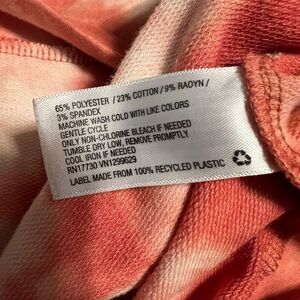 65% POLYESTER / 23% COTTON / 9% RAOYN /
3% SPANDEX
MACHINE WASH COLD WITH LIKE COLORS
GENTLE CYCLE
ONLY NON-CHLORINE BLEACH IF NEEDED
TUMBLE DRY LOW, REMOVE PROMPTLY
COOL IRON IF NEEDED
RN17730 VN1299629
LABEL MADE FROM 100% RECYCLED PLASTIC